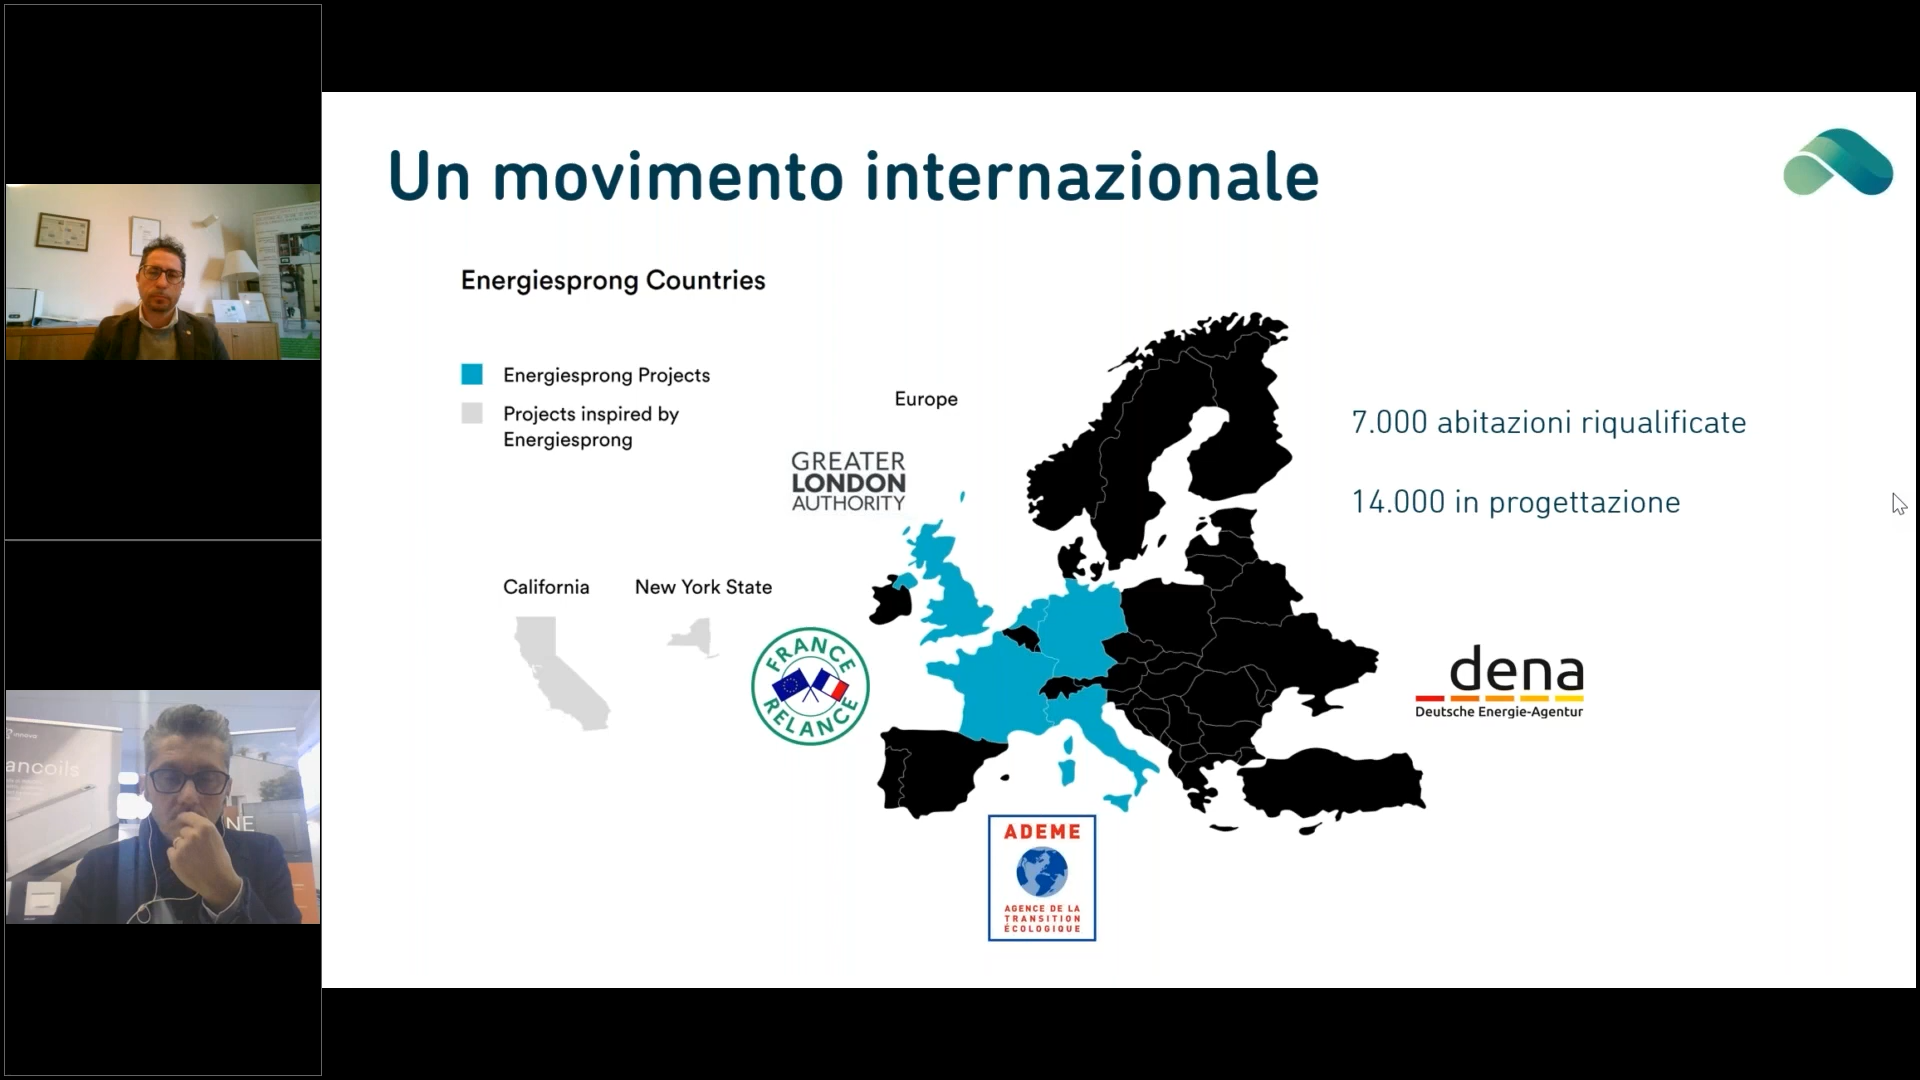 Un movimento internazionale
Energiesprong Countries
Energiesprong Projects
Projects inspired by
Energiesprong
Europe
GREATER
LONDON
AUTHORITY
7.000 abitazioni riqualificate
14.000 in progettazione
California
New York State
FRANCE
RELANCE
dena
Deutsche Energie-Agentur
ADEME
AGENCE DE LA
TRANSITION
ÉCOLOGIQUE
ancoils
NE